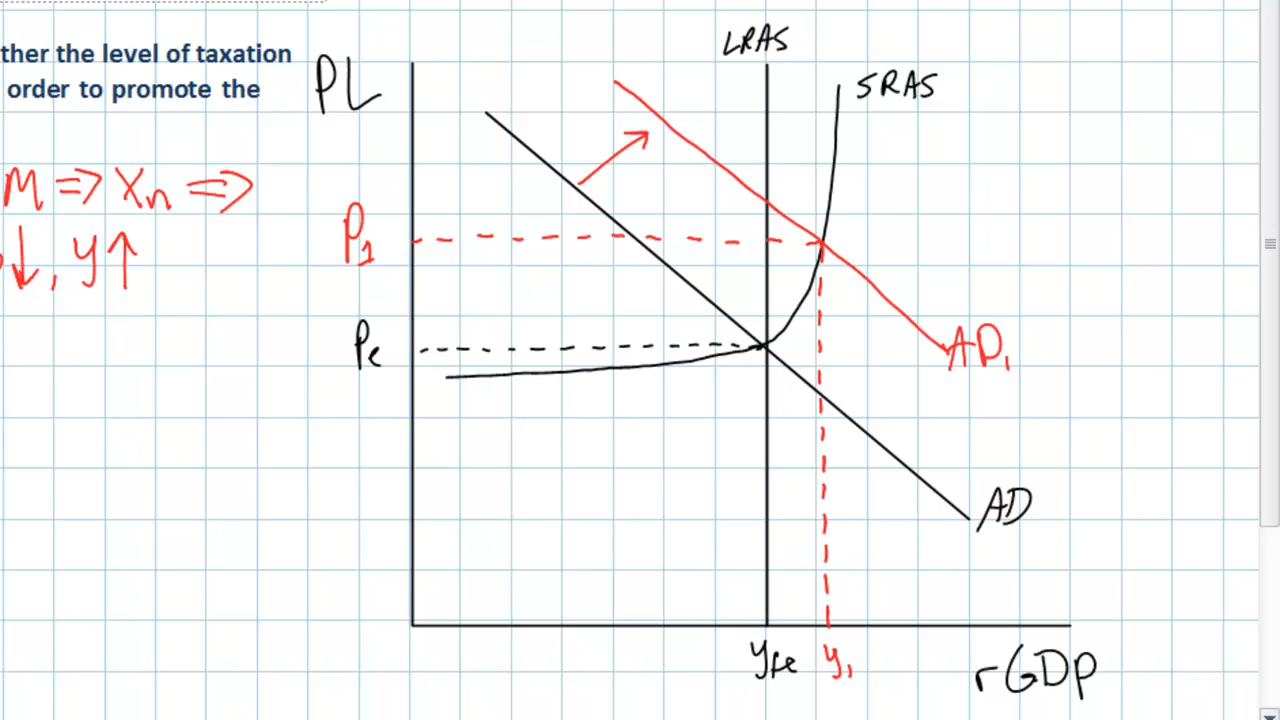 ther the level of taxation
order to promote the
M ⇒ Xn ⇒
↓, y↑
PL
LRAS
SRAS
P1
Pe
AD1
AD
yfe
y1
rGDP